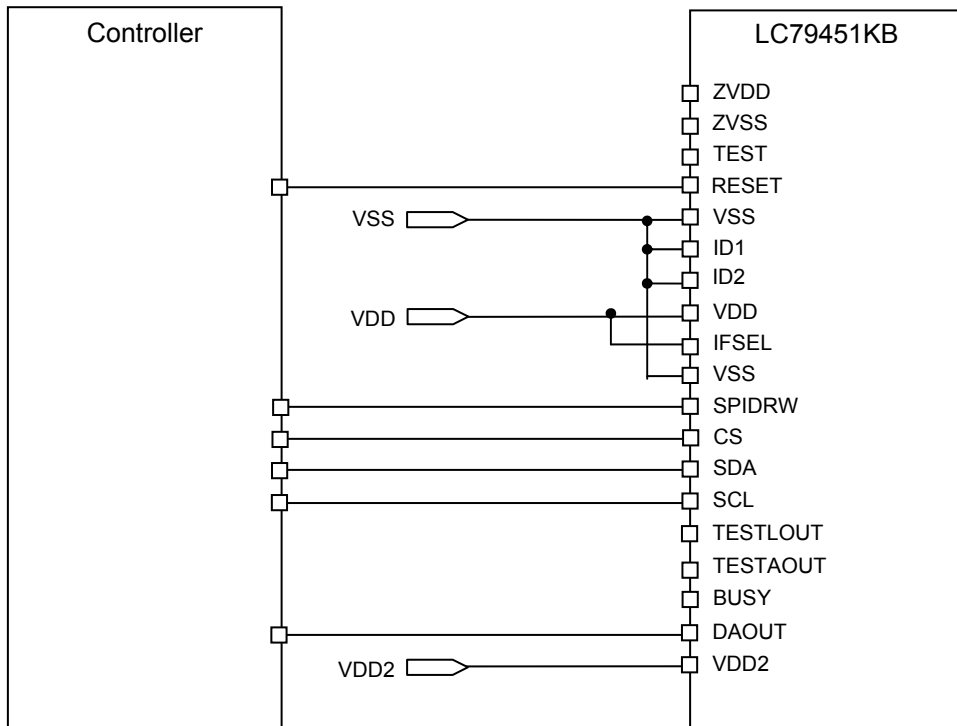 Controller
LC79451KB
ZVDD
ZVSS
TEST
RESET
VSS
VSS
ID1
ID2
VDD
VDD
IFSEL
VSS
SPIDRW
CS
SDA
SCL
TESTLOUT
TESTAOUT
BUSY
DAOUT
VDD2
VDD2